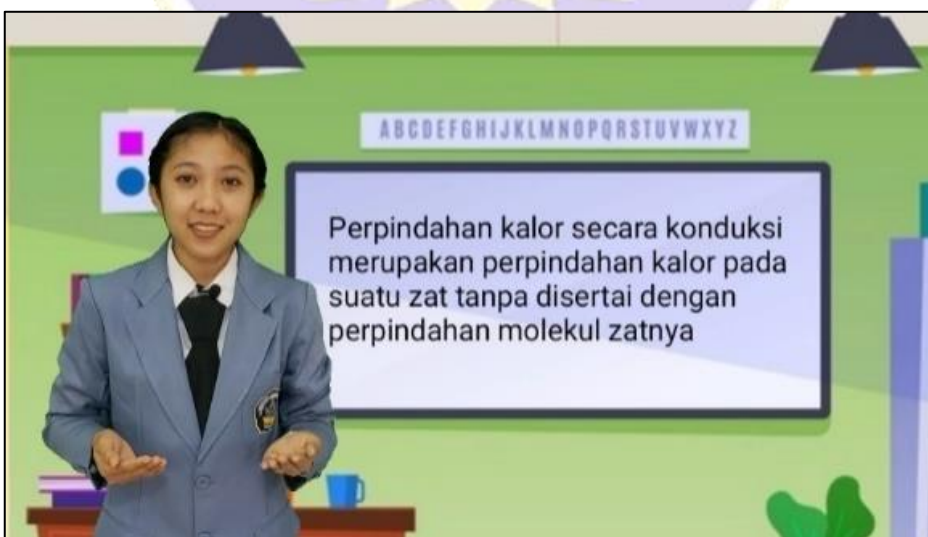 ABCDEFGHIJKLMNOPQRSTUVWXYZ
Perpindahan kalor secara konduksi
merupakan perpindahan kalor pada
suatu zat tanpa disertai dengan
perpindahan molekul zatnya